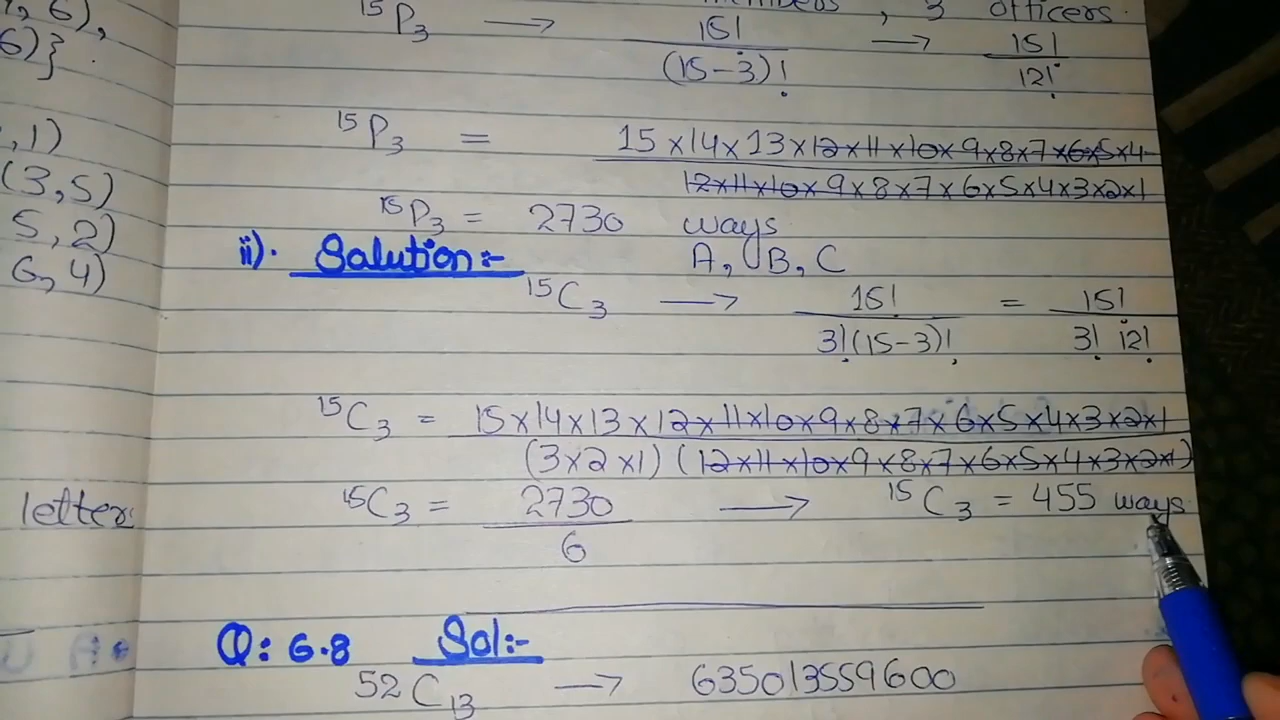 , 6),
6)}.
,1)
(3,5)
5,2)
6,4)
letter
members, 3 officers.
15P3 → 15! / (15-3)! → 15! / 12!
15P3 = 15×14×13×12×11×10×9×8×7×6×5×4 / 12×11×10×9×8×7×6×5×4×3×2×1
15P3 = 2730 ways
ii). Solution:- A, B, C
15C3 → 15! / 3!(15-3)! = 15! / 3! 12!
15C3 = 15×14×13×12×11×10×9×8×7×6×5×4×3×2×1 / (3×2×1) (12×11×10×9×8×7×6×5×4×3×2×1)
15C3 = 2730 / 6 → 15C3 = 455 ways
Q: 6.8 Sol:-
52C13 → 635013559600